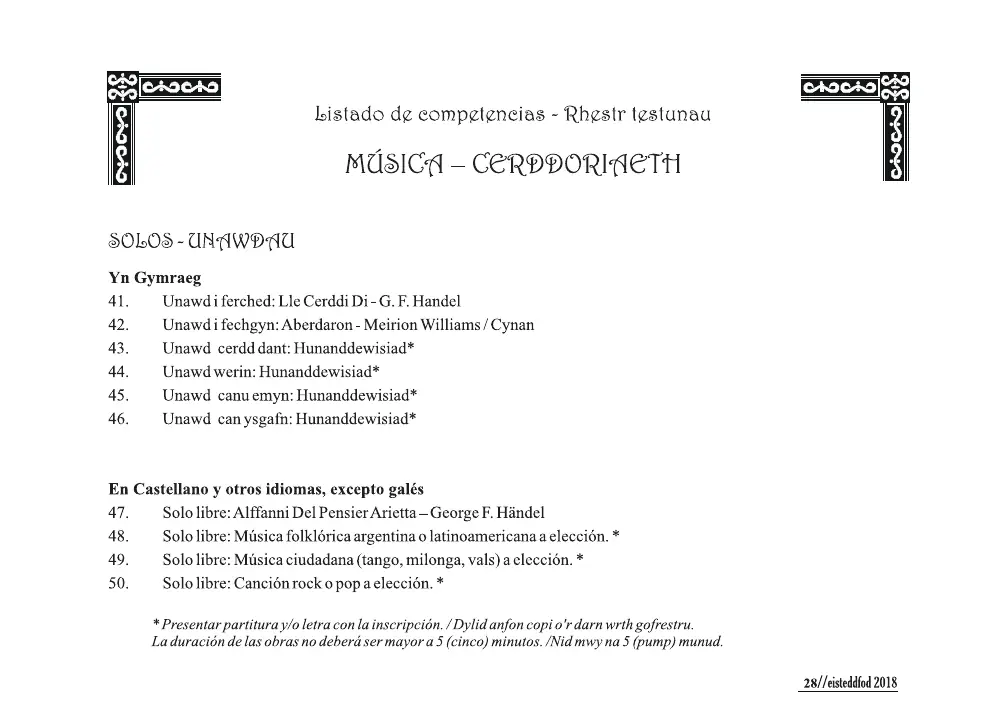 Listado de competencias - Rhestr testunau
MÚSICA – CERDDORIAETH
SOLOS - UNAWDAU
Yn Gymraeg
41. Unawd i ferched: Lle Cerddi Di - G. F. Handel
42. Unawd i fechgyn: Aberdaron - Meirion Williams / Cynan
43. Unawd cerdd dant: Hunanddewisiad*
44. Unawd werin: Hunanddewisiad*
45. Unawd canu emyn: Hunanddewisiad*
46. Unawd can ysgafn: Hunanddewisiad*
En Castellano y otros idiomas, excepto galés
47. Solo libre: Alffanni Del Pensier Arietta – George F. Händel
48. Solo libre: Música folklórica argentina o latinoamericana a elección. *
49. Solo libre: Música ciudadana (tango, milonga, vals) a elección. *
50. Solo libre: Canción rock o pop a elección. *
* Presentar partitura y/o letra con la inscripción. / Dylid anfon copi o'r darn wrth gofrestru.
La duración de las obras no deberá ser mayor a 5 (cinco) minutos. /Nid mwy na 5 (pump) munud.
28//eisteddfod 2018